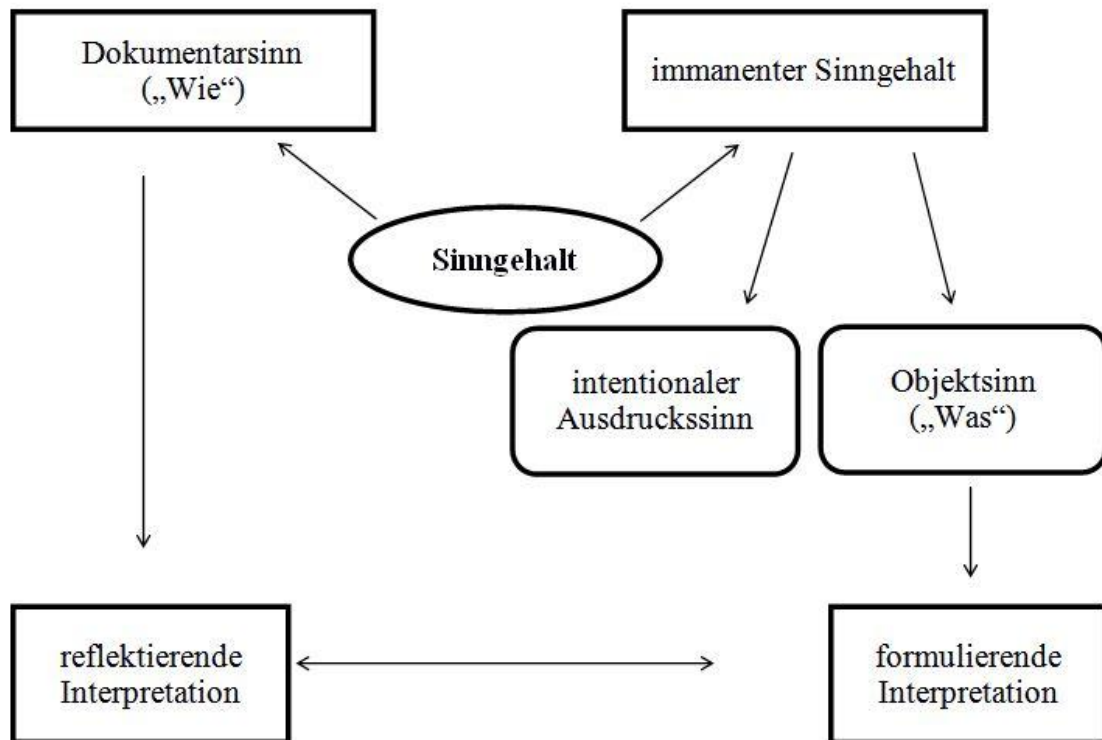 Dokumentarsinn
(„Wie“)
immanenter Sinngehalt
Sinngehalt
intentionaler
Ausdruckssinn
Objektsinn
(„Was“)
reflektierende
Interpretation
formulierende
Interpretation